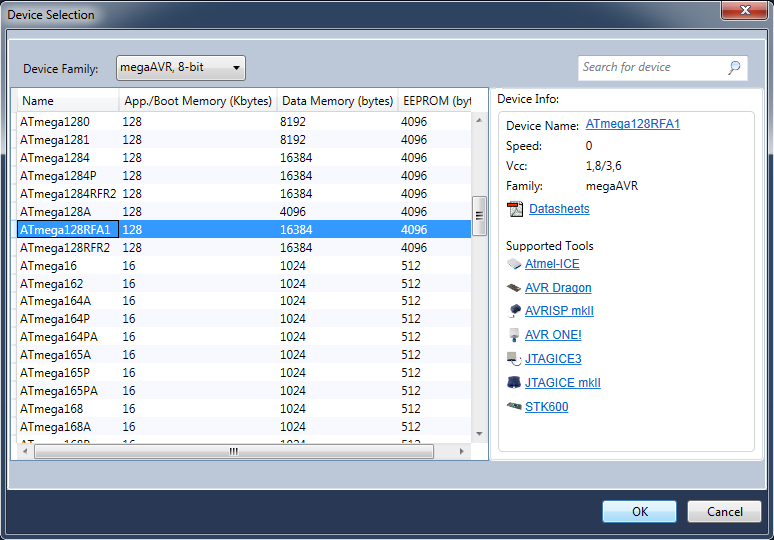 Device Selection
Device Family: megaAVR, 8-bit Search for device
Name App./Boot Memory (Kbytes) Data Memory (bytes) EEPROM (byt
ATmega1280 128 8192 4096
ATmega1281 128 8192 4096
ATmega1284 128 16384 4096
ATmega1284P 128 16384 4096
ATmega1284RFR2 128 16384 4096
ATmega128A 128 4096 4096
ATmega128RFA1 128 16384 4096
ATmega128RFR2 128 16384 4096
ATmega16 16 1024 512
ATmega162 16 1024 512
ATmega164A 16 1024 512
ATmega164P 16 1024 512
ATmega164PA 16 1024 512
ATmega165A 16 1024 512
ATmega165P 16 1024 512
ATmega165PA 16 1024 512
ATmega168 16 1024 512
ATmega168A 16 1024 512
ATmega168P 16 1024 512
Device Info:
Device Name: ATmega128RFA1
Speed: 0
Vcc: 1,8/3,6
Family: megaAVR
Datasheets
Supported Tools
Atmel-ICE
AVR Dragon
AVRISP mkII
AVR ONE!
JTAGICE3
JTAGICE mkII
STK600
OK Cancel